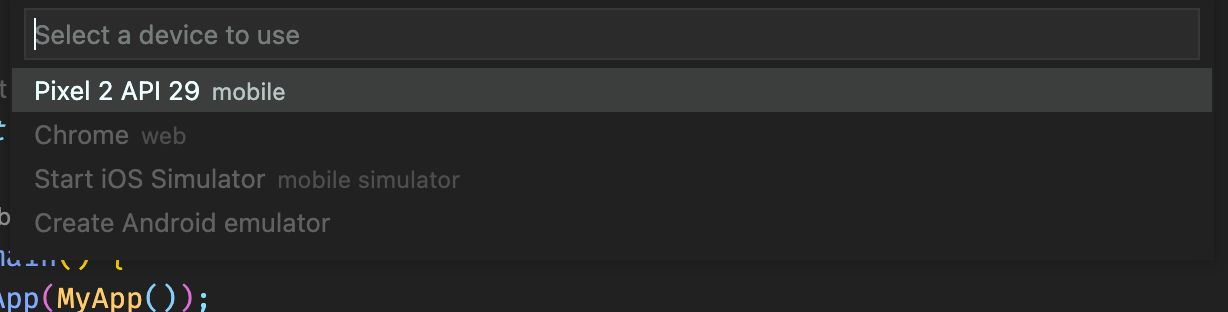 Select a device to use
Pixel 2 API 29 mobile
Chrome web
Start iOS Simulator mobile simulator
Create Android emulator
main() {
App(MyApp());